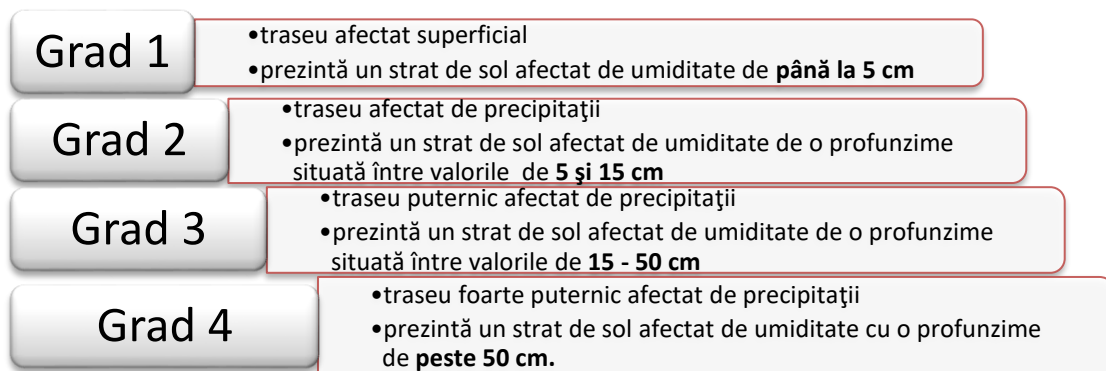 Grad 1
•traseu afectat superficial
•prezintă un strat de sol afectat de umiditate de până la 5 cm
Grad 2
•traseu afectat de precipitaţii
•prezintă un strat de sol afectat de umiditate de o profunzime
situată între valorile de 5 şi 15 cm
Grad 3
•traseu puternic afectat de precipitaţii
•prezintă un strat de sol afectat de umiditate de o profunzime
situată între valorile de 15 - 50 cm
Grad 4
•traseu foarte puternic afectat de precipitaţii
•prezintă un strat de sol afectat de umiditate cu o profunzime
de peste 50 cm.